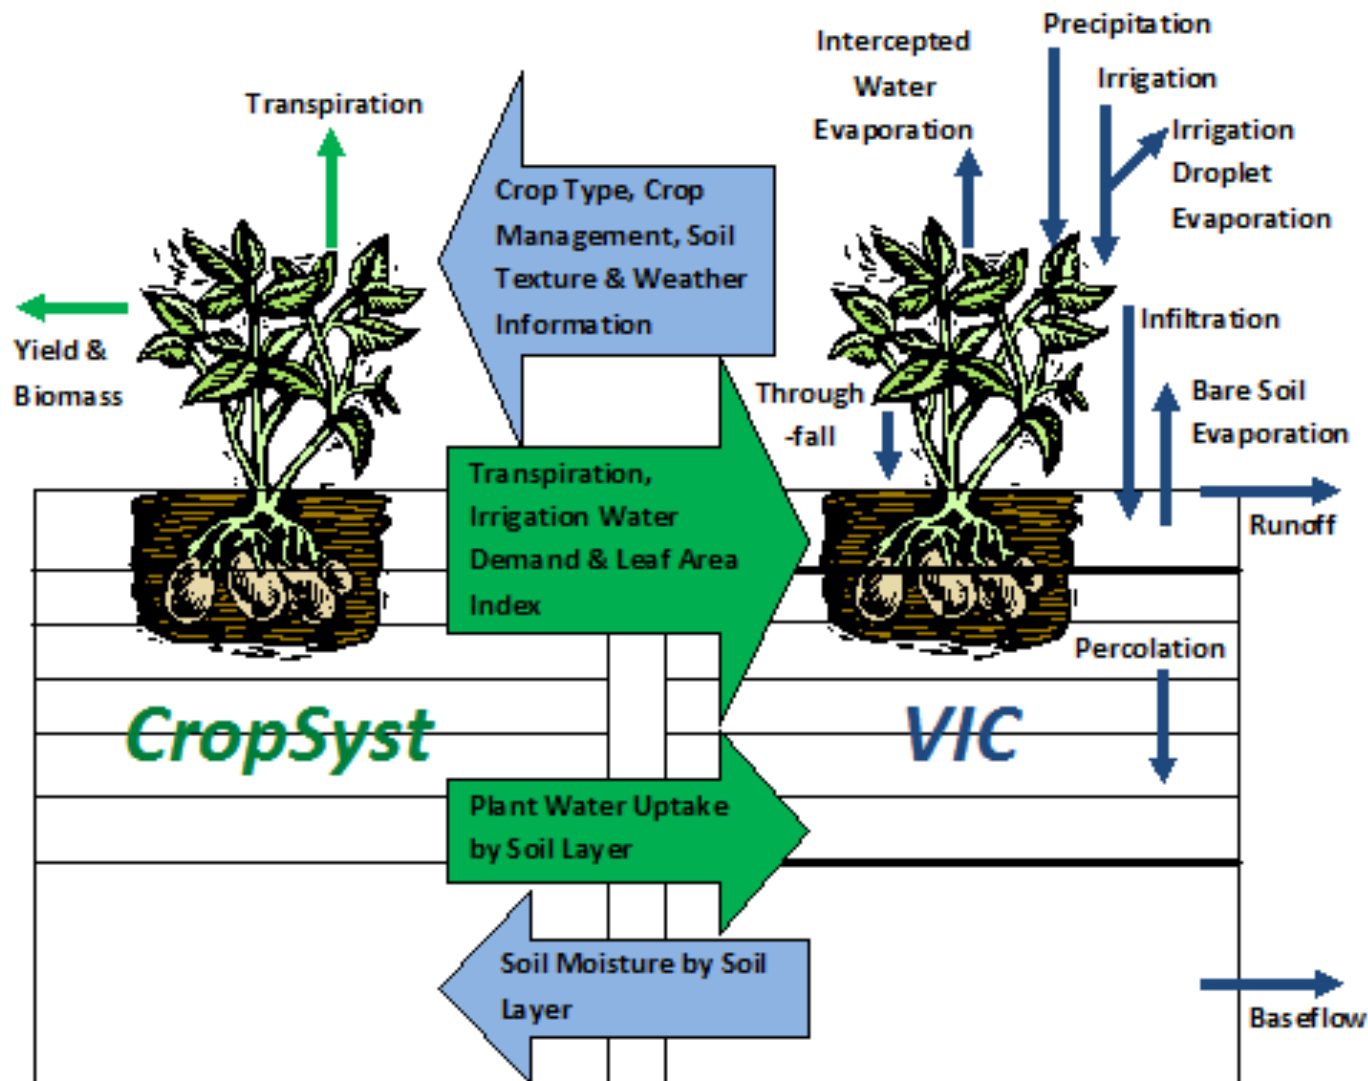 Transpiration
Yield &
Biomass
Crop Type, Crop
Management, Soil
Texture & Weather
Information
Intercepted
Water
Evaporation
Precipitation
Irrigation
Irrigation
Droplet
Evaporation
Infiltration
Bare Soil
Evaporation
Through
-fall
Runoff
Transpiration,
Irrigation Water
Demand & Leaf Area
Index
Percolation
CropSyst
VIC
Plant Water Uptake
by Soil Layer
Soil Moisture by Soil
Layer
Baseflow